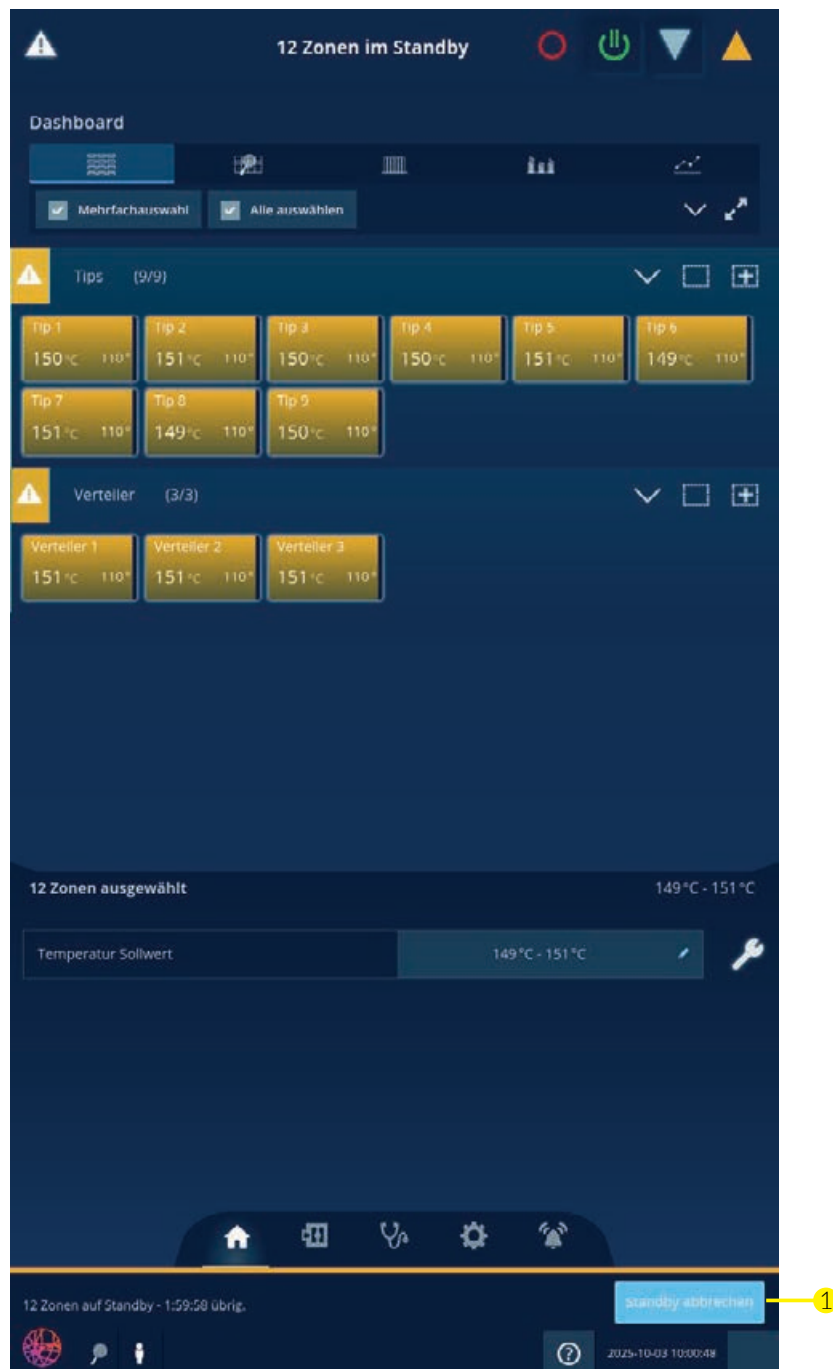 12 Zonen im Standby
Dashboard
Mehrfachauswahl Alle auswählen
Tips (9/9)
Tip 1 Tip 2 Tip 3 Tip 4 Tip 5 Tip 6
150°C 110° 151°C 110° 150°C 110° 150°C 110° 151°C 110° 149°C 110°
Tip 7 Tip 8 Tip 9
151°C 110° 149°C 110° 150°C 110°
Verteiler (3/3)
Verteiler 1 Verteiler 2 Verteiler 3
151°C 110° 151°C 110° 151°C 110°
12 Zonen ausgewählt 149°C - 151°C
Temperatur Sollwert 149°C - 151°C
12 Zonen auf Standby - 1:59:58 übrig. Standby abbrechen 1
2025-10-03 10:00:48